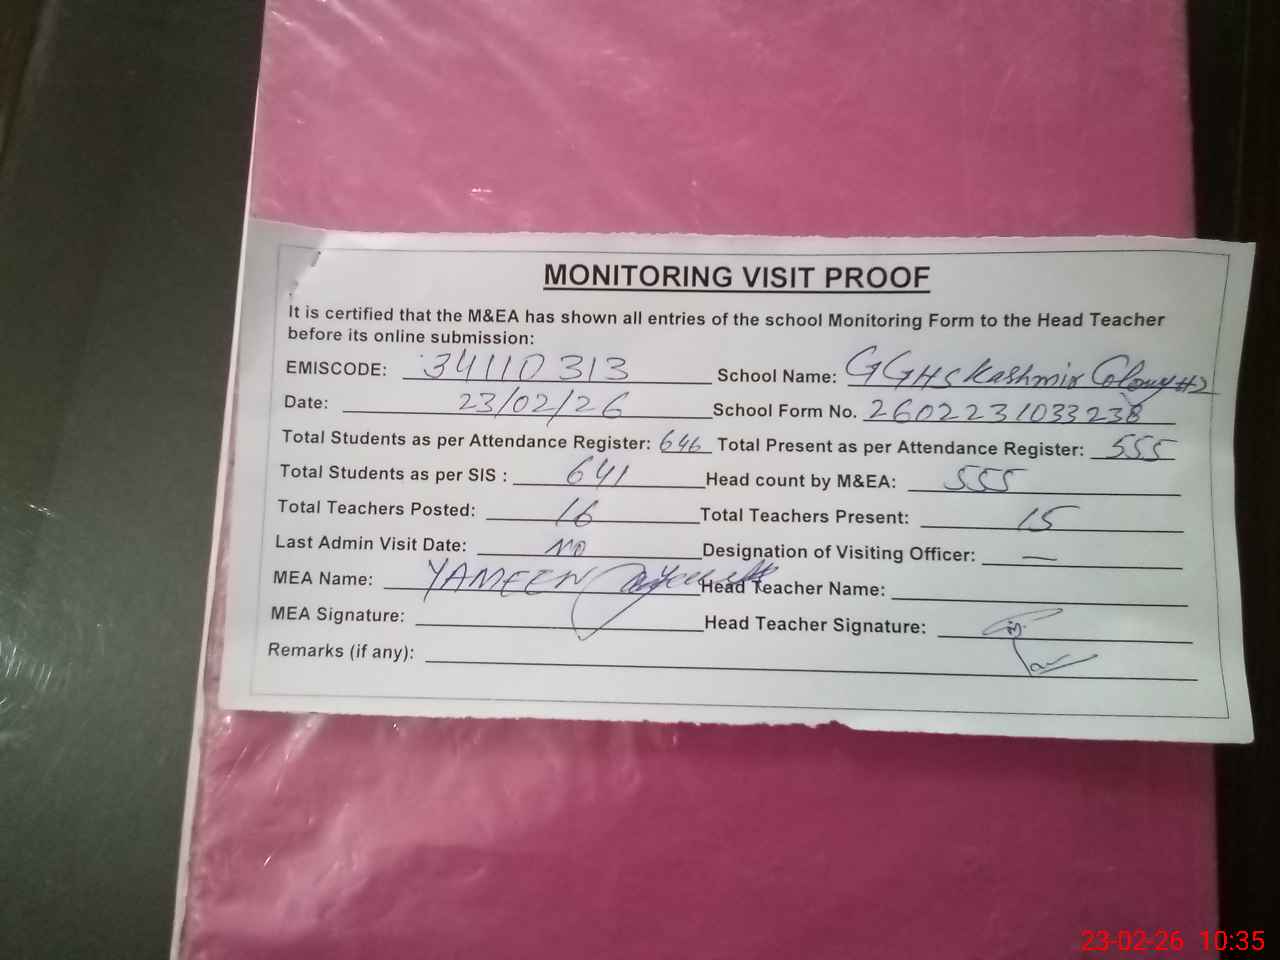 MONITORING VISIT PROOF
It is certified that the M&EA has shown all entries of the school Monitoring Form to the Head Teacher
before its online submission:
EMISCODE: 34110313 School Name: GGHS Kashmir Colony #2
Date: 23/02/26 School Form No. 2602231033238
Total Students as per Attendance Register: 646 Total Present as per Attendance Register: 555
Total Students as per SIS : 641 Head count by M&EA: 555
Total Teachers Posted: 16 Total Teachers Present: 15
Last Admin Visit Date: NO Designation of Visiting Officer: —
MEA Name: YAMEEN Head Teacher Name:
MEA Signature: Head Teacher Signature:
Remarks (if any):
23-02-26 10:35